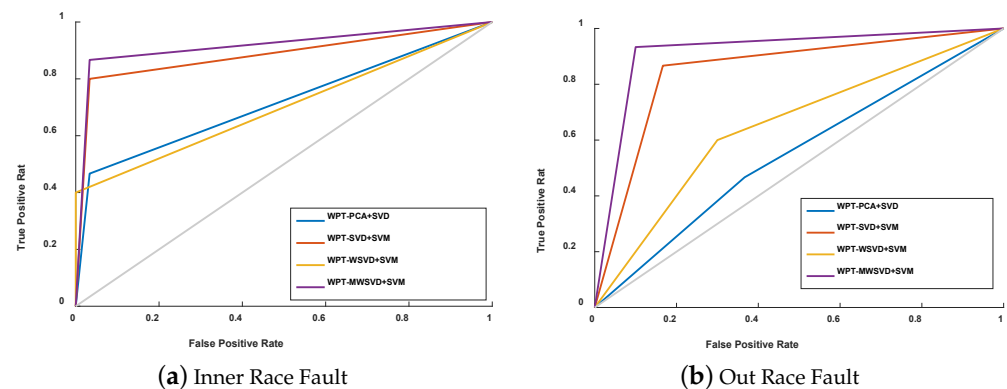 1
0.8
0.6
0.4
0.2
0
0
0.2
0.4
0.6
0.8
1
True Positive Rat
False Positive Rate
WPT-PCA+SVD
WPT-SVD+SVM
WPT-WSVD+SVM
WPT-MWSVD+SVM
(a) Inner Race Fault
1
0.8
0.6
0.4
0.2
0
0
0.2
0.4
0.6
0.8
1
True Positive Rat
False Positive Rate
WPT-PCA+SVD
WPT-SVD+SVM
WPT-WSVD+SVM
WPT-MWSVD+SVM
(b) Out Race Fault